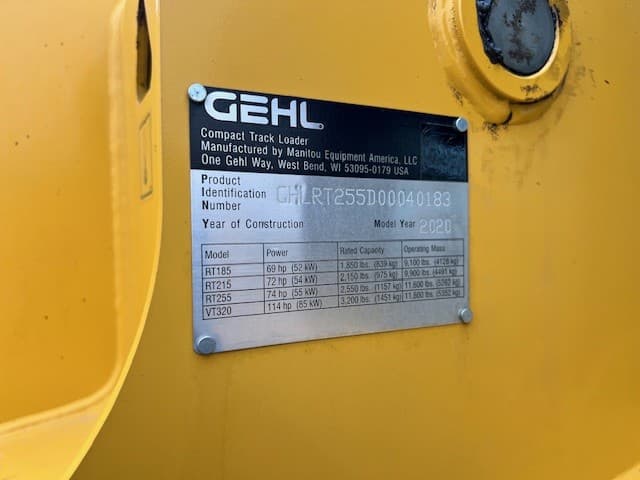 GEHL
Compact Track Loader
Manufactured by Manitou Equipment America, LLC
One Gehl Way, West Bend, WI 53095-0179 USA
Product
Identification GHLRT255D00040183
Number
Year of Construction Model Year 2020
Model Power Rated Capacity Operating Mass
RT185 69 hp (52 kW) 1,850 lbs. (839 kg) 9,100 lbs. (4128 kg)
RT215 72 hp (54 kW) 2,150 lbs. (975 kg) 9,900 lbs. (4491 kg)
RT255 74 hp (55 kW) 2,550 lbs. (1157 kg) 11,600 lbs. (5262 kg)
VT320 114 hp (85 kW) 3,200 lbs. (1451 kg) 11,800 lbs. (5352 kg)